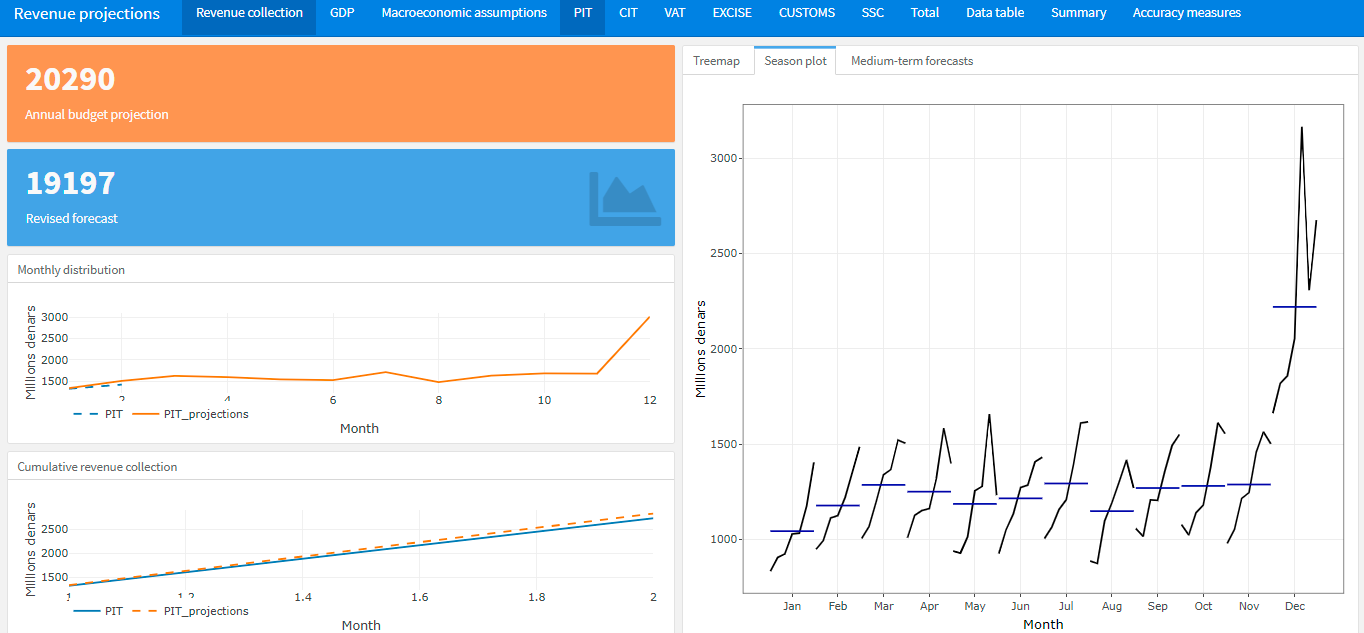 Revenue projections
Revenue collection GDP Macroeconomic assumptions PIT CIT VAT EXCISE CUSTOMS SSC Total Data table Summary Accuracy measures
20290
Annual budget projection
19197
Revised forecast
Monthly distribution
Millions denars
3000
2500
2000
1500
2 4 6 8 10 12
PIT PIT_projections
Month
Cumulative revenue collection
Millions denars
2500
2000
1500
1 1.2 1.4 1.6 1.8 2
PIT PIT_projections
Month
Treemap Season plot Medium-term forecasts
Millions denars
3000
2500
2000
1500
1000
Jan Feb Mar Apr May Jun Jul Aug Sep Oct Nov Dec
Month